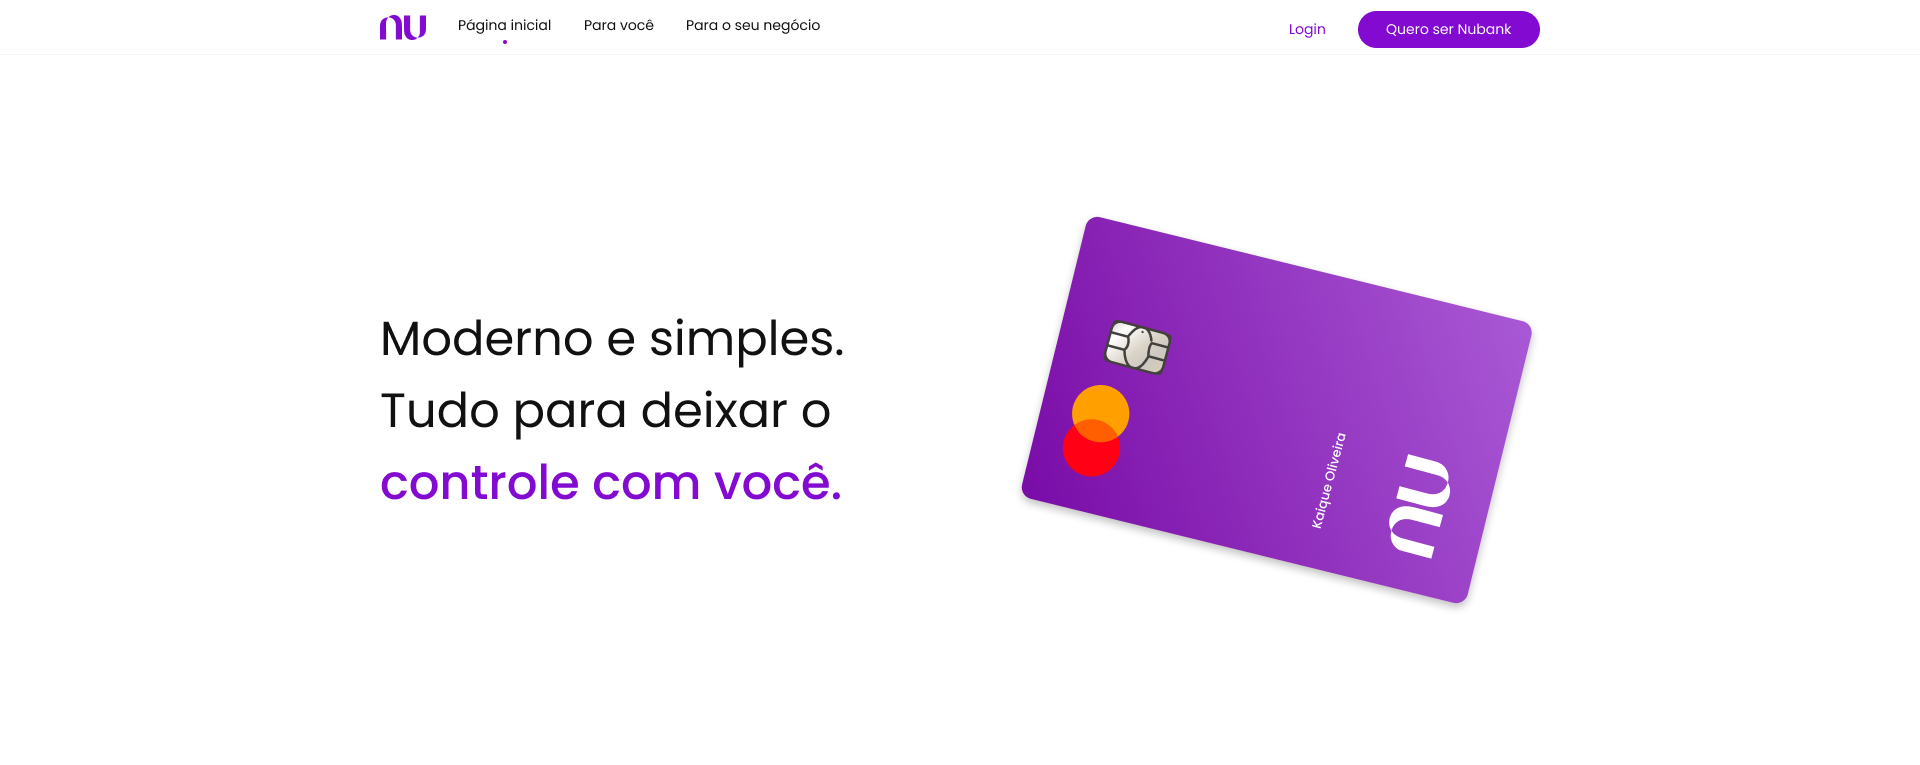 nu
Página inicial
Para você
Para o seu negócio
Login
Quero ser Nubank
Moderno e simples.
Tudo para deixar o
controle com você.
Kaique Oliveira
nu